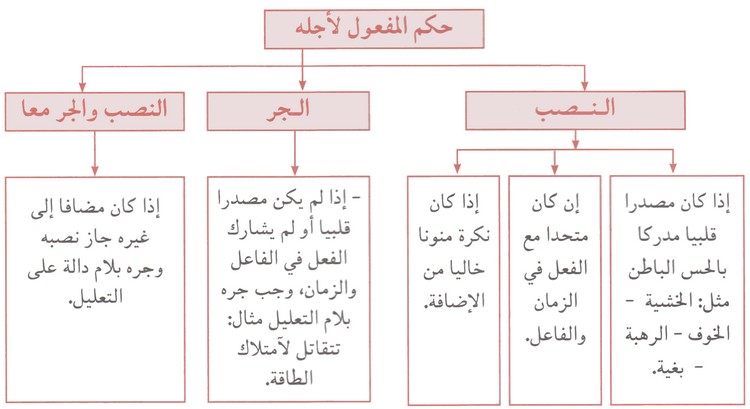 حكم المفعول لأجله
النـصـب
إذا كان مصدرا
قلبيا مدركا
بالحس الباطن
مثل: الخشية -
الخوف - الرهبة
- بغية.
إن كان
متحدا مع
الفعل في
الزمان
والفاعل.
إذا كان
نكرة منونا
خاليا من
الإضافة.
الـجر
- إذا لم يكن مصدرا
قلبيا أو لم يشارك
الفعل في الفاعل
والزمان، وجب جره
بلام التعليل مثال:
تتقاتل لآمتلاك
الطاقة.
النصب والجر معا
إذا كان مضافا إلى
غيره جاز نصبه
وجره بلام دالة على
التعليل.